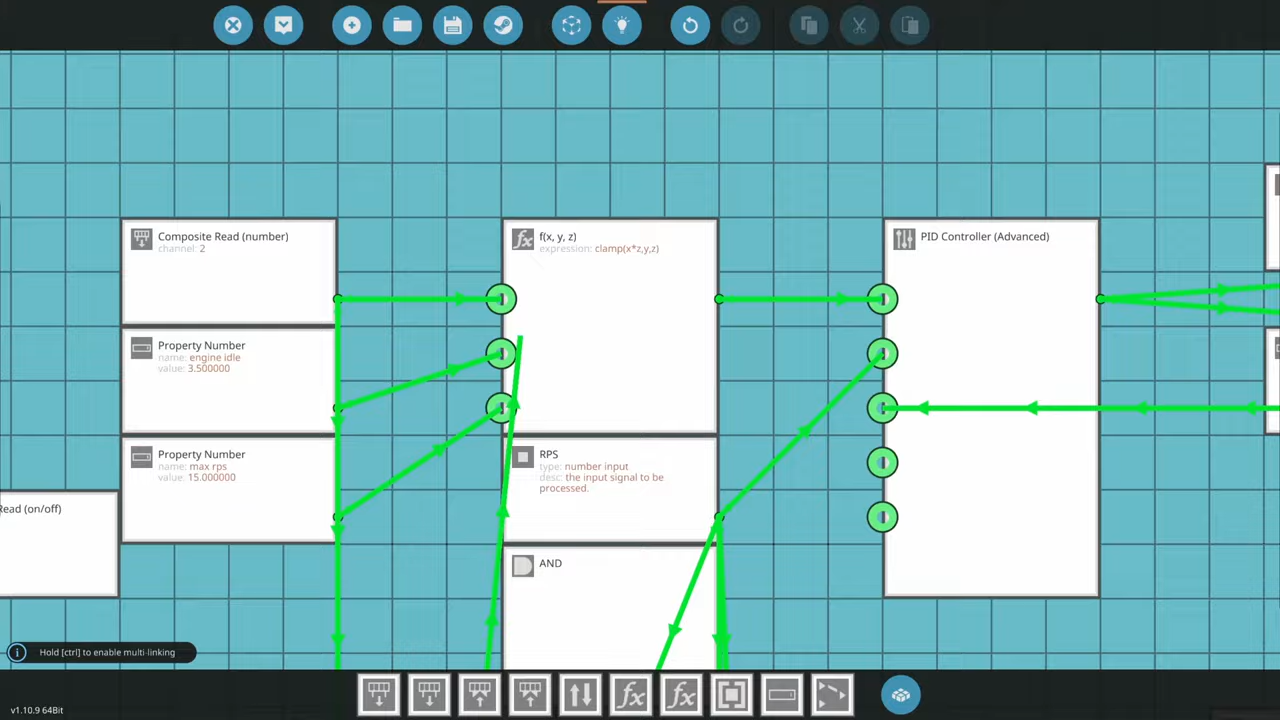 Composite Read (number)
channel: 2
f(x, y, z)
expression: clamp(x*z,y,z)
PID Controller (Advanced)
Property Number
name: engine idle
value: 3.500000
Property Number
name: max rps
value: 15.000000
RPS
type: number input
desc: the input signal to be
processed.
Read (on/off)
AND
Hold [ctrl] to enable multi-linking
v1.10.9 64Bit